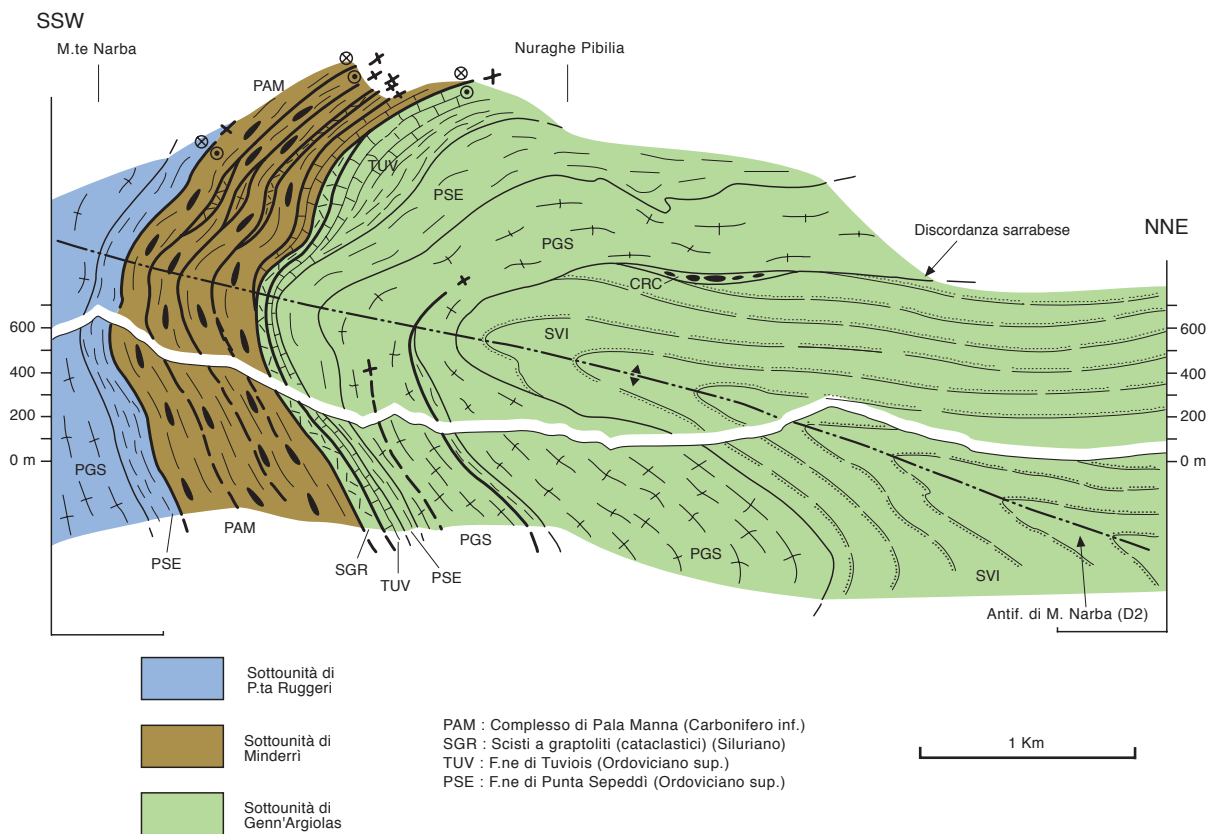 SSW
M.te Narba
Nuraghe Pibilia
PAM
TUV
PSE
PGS
Discordanza sarrabese
NNE
CRC
SVI
600
400
200
0 m
600
400
200
0 m
PGS
PSE
PAM
SGR
TUV
PSE
PGS
PGS
SVI
Antif. di M. Narba (D2)
Sottounità di
P.ta Ruggeri
Sottounità di
Minderrì
Sottounità di
Genn'Argiolas
PAM : Complesso di Pala Manna (Carbonifero inf.)
SGR : Scisti a graptoliti (cataclastici) (Siluriano)
TUV : F.ne di Tuviois (Ordoviciano sup.)
PSE : F.ne di Punta Sepeddì (Ordoviciano sup.)
1 Km